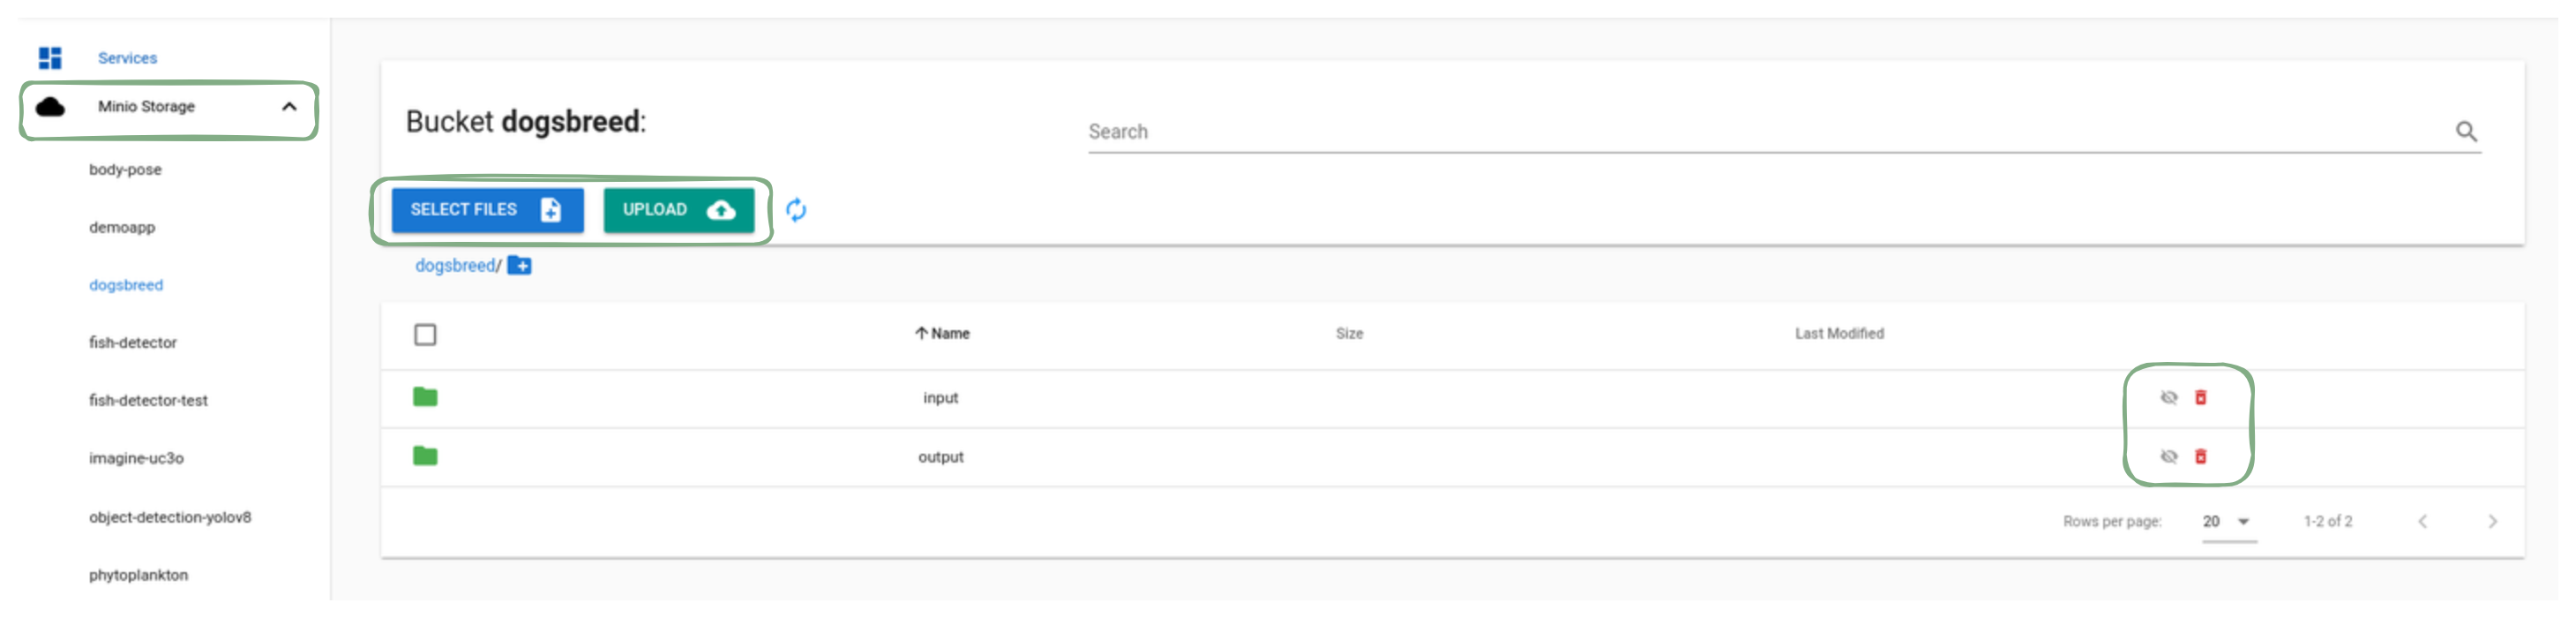 Services
Minio Storage
body-pose
demoapp
dogsbreed
fish-detector
fish-detector-test
imagine-uc3o
object-detection-yolov8
phytoplankton
Bucket dogsbreed:
Search
SELECT FILES UPLOAD
dogsbreed/
Name Size Last Modified
input
output
Rows per page: 20 1-2 of 2